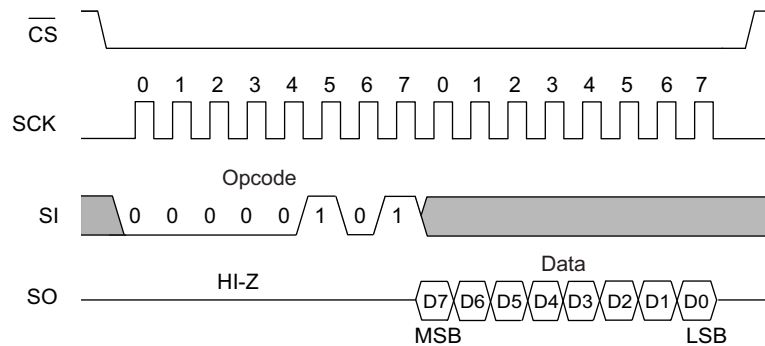 C̅S̅
0 1 2 3 4 5 6 7 0 1 2 3 4 5 6 7
SCK
Opcode
SI 0 0 0 0 0 1 0 1
Data
HI-Z
SO D7 D6 D5 D4 D3 D2 D1 D0
MSB LSB